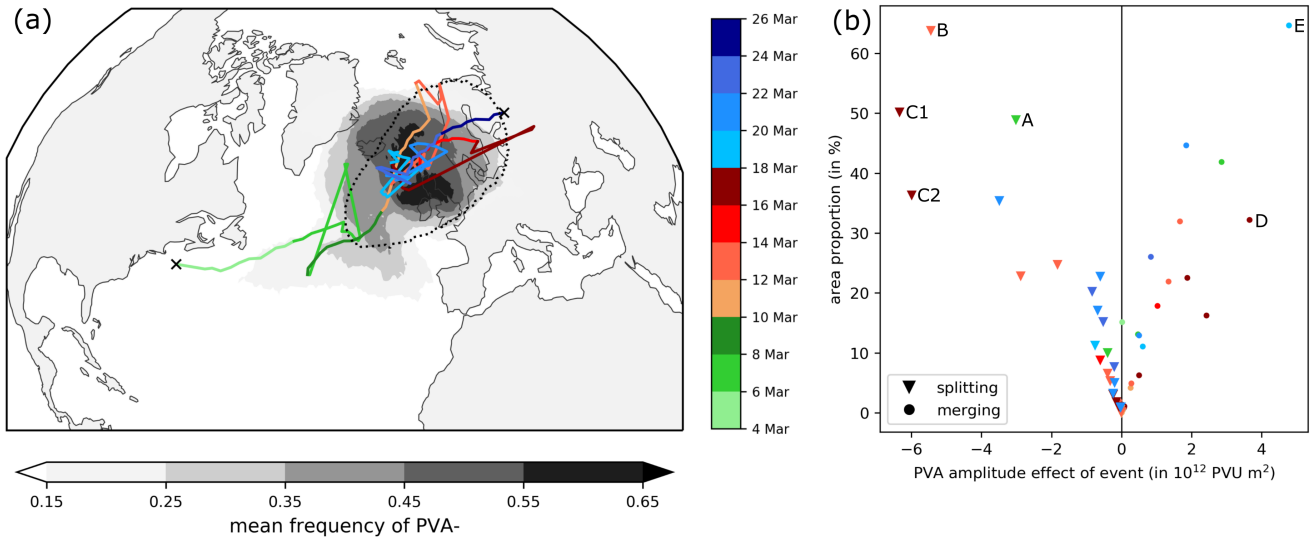 (a)
26 Mar
24 Mar
22 Mar
20 Mar
18 Mar
16 Mar
14 Mar
12 Mar
10 Mar
8 Mar
6 Mar
4 Mar
0.15 0.25 0.35 0.45 0.55 0.65
mean frequency of PVA-
(b)
B
E
C1
A
C2
D
area proportion (in %)
60
50
40
30
20
10
0
splitting
merging
−6 −4 −2 0 2 4
PVA amplitude effect of event (in 10¹² PVU m²)